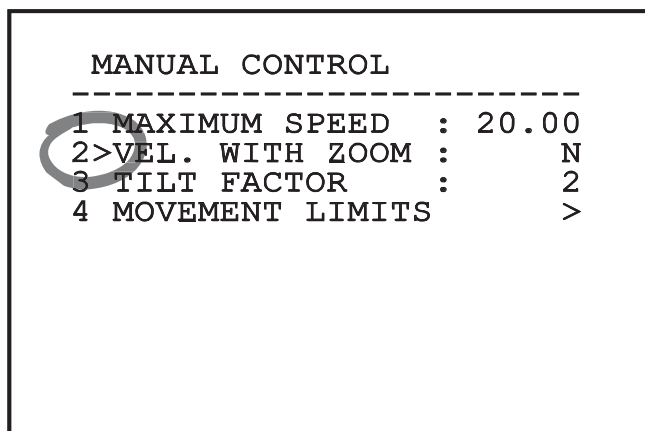 MANUAL CONTROL
---------------------------
1 MAXIMUM SPEED : 20.00
2>VEL. WITH ZOOM : N
3 TILT FACTOR : 2
4 MOVEMENT LIMITS >